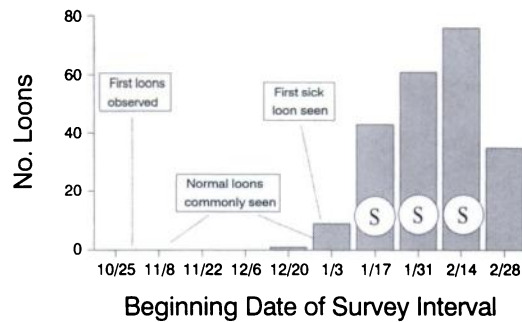 80
60
40
20
0
No. Loons
First loons
observed
Normal loons
commonly seen
First sick
loon seen
S S S
10/25 11/8 11/22 12/6 12/20 1/3 1/17 1/31 2/14 2/28
Beginning Date of Survey Interval